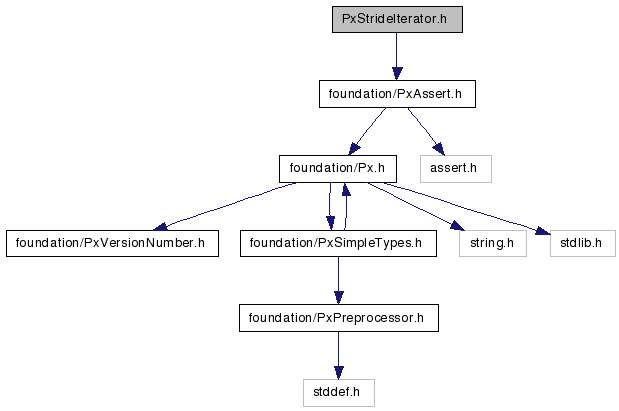 PxStrideIterator.h
foundation/PxAssert.h
foundation/Px.h
assert.h
foundation/PxVersionNumber.h
foundation/PxSimpleTypes.h
string.h
stdlib.h
foundation/PxPreprocessor.h
stddef.h